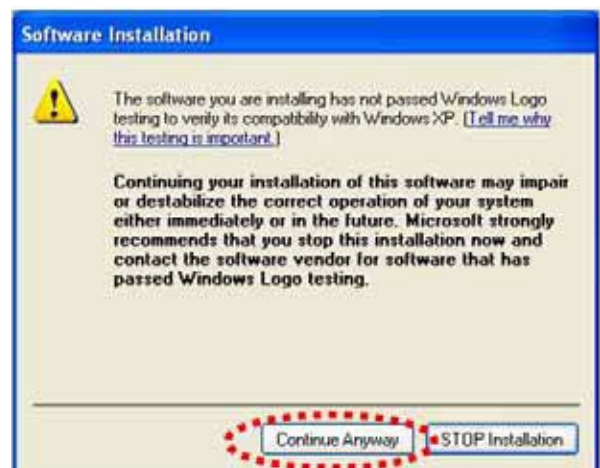 Software Installation
The software you are installing has not passed Windows Logo
testing to verify its compatibility with Windows XP. (Tell me why
this testing is important.)
Continuing your installation of this software may impair
or destabilize the correct operation of your system
either immediately or in the future. Microsoft strongly
recommends that you stop this installation now and
contact the software vendor for software that has
passed Windows Logo testing.
Continue Anyway
STOP Installation